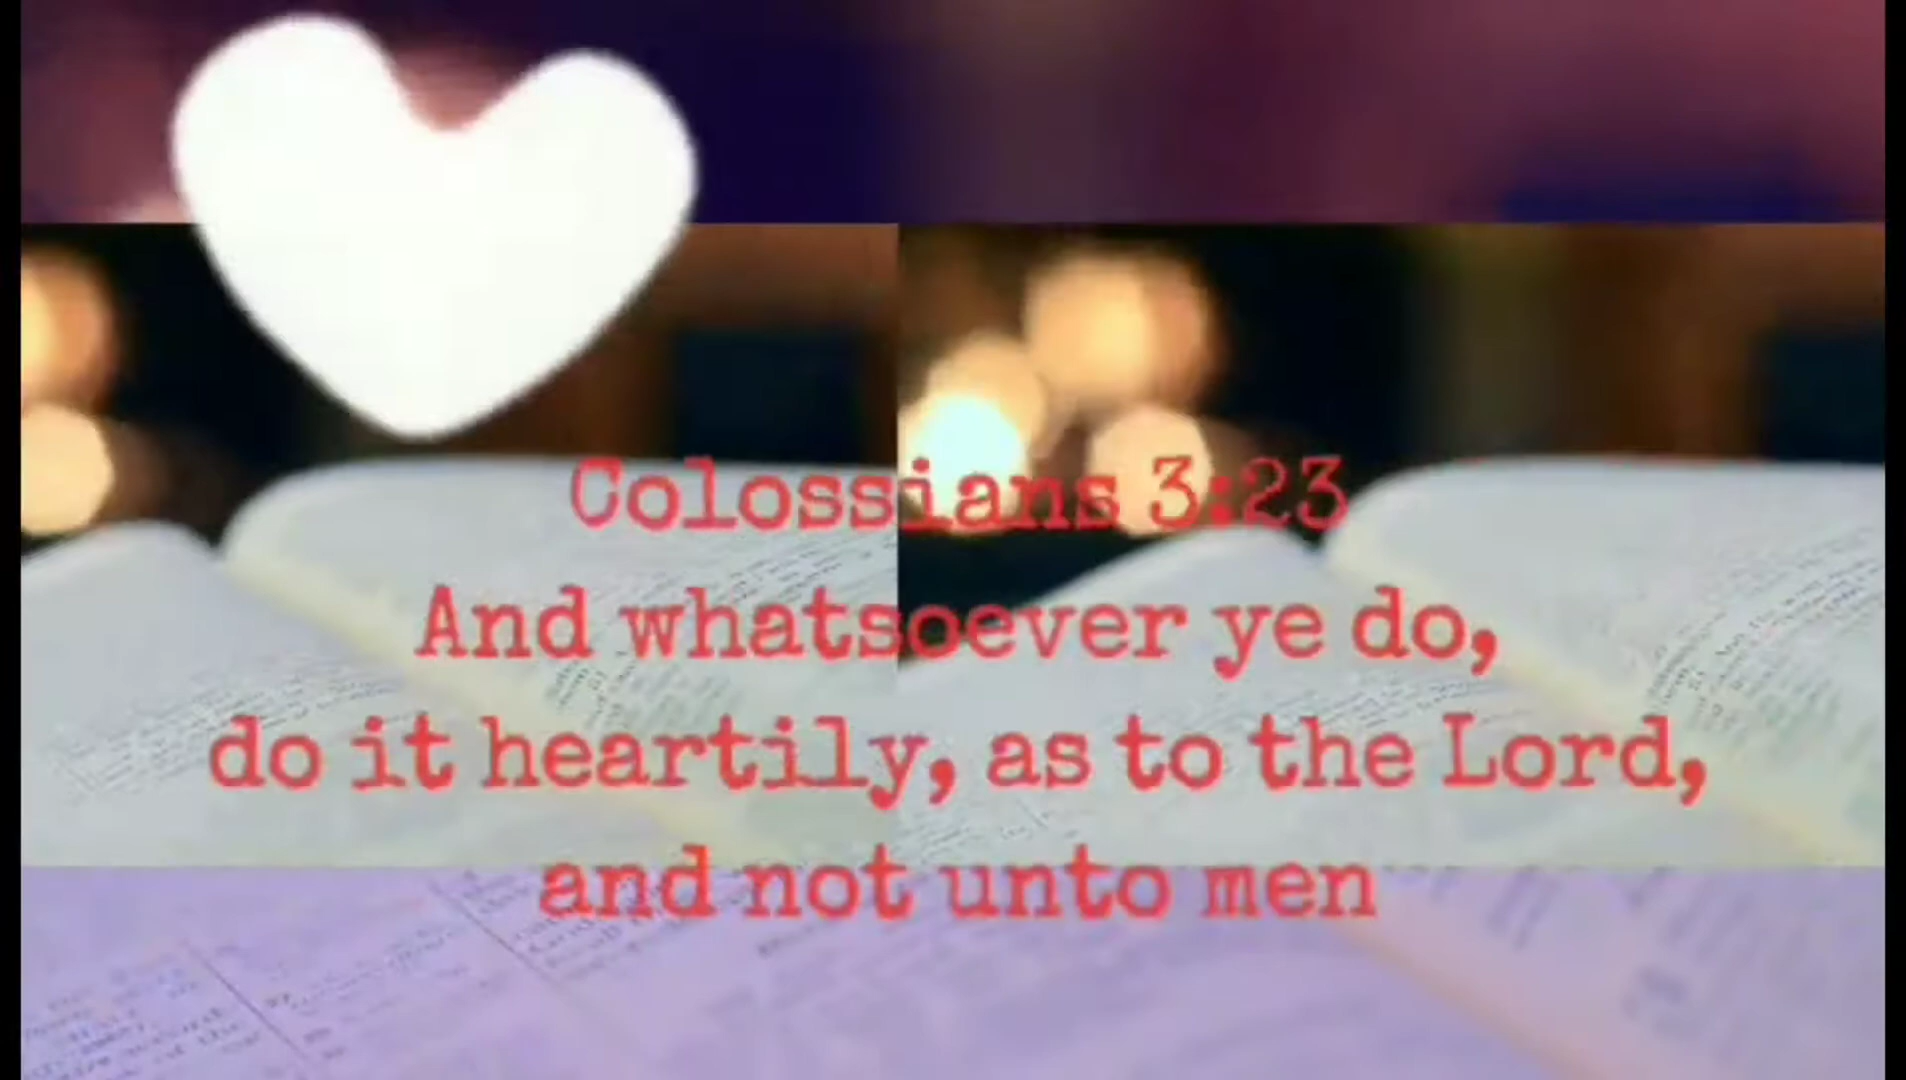 Colossians 3:23
And whatsoever ye do,
do it heartily, as to the Lord,
and not unto men